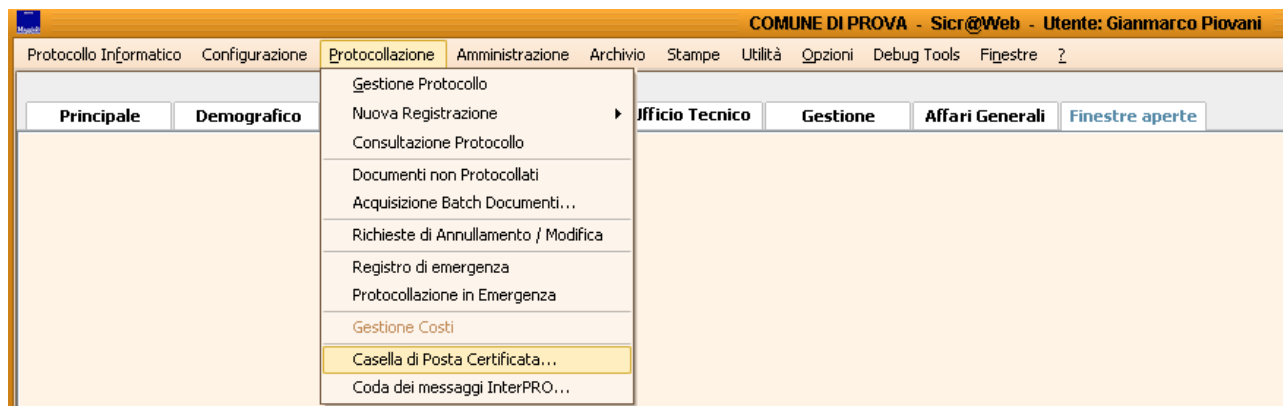 COMUNE DI PROVA - Sicr@Web - Utente: Gianmarco Piovani
Maggioli
Protocollo Informatico Configurazione Protocollazione Amministrazione Archivio Stampe Utilità Opzioni Debug Tools Finestre ?
Gestione Protocollo
Principale Demografico Nuova Registrazione Ufficio Tecnico Gestione Affari Generali Finestre aperte
Consultazione Protocollo
Documenti non Protocollati
Acquisizione Batch Documenti...
Richieste di Annullamento / Modifica
Registro di emergenza
Protocollazione in Emergenza
Gestione Costi
Casella di Posta Certificata...
Coda dei messaggi InterPRO...